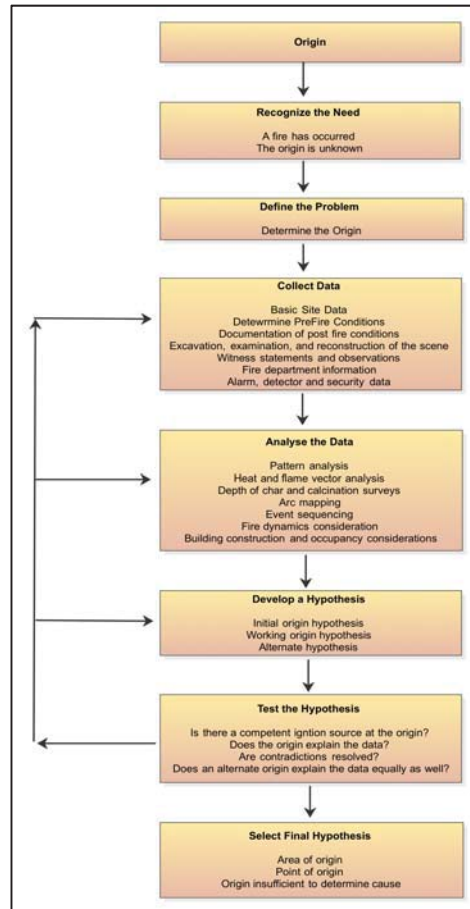 Origin
Recognize the Need
A fire has occurred
The origin is unknown
Define the Problem
Determine the Origin
Collect Data
Basic Site Data
Detewrmine PreFire Conditions
Documentation of post fire conditions
Excavation, examination, and reconstruction of the scene
Witness statements and observations
Fire department information
Alarm, detector and security data
Analyse the Data
Pattern analysis
Heat and flame vector analysis
Depth of char and calcination surveys
Arc mapping
Event sequencing
Fire dynamics consideration
Building construction and occupancy considerations
Develop a Hypothesis
Initial origin hypothesis
Working origin hypothesis
Alternate hypothesis
Test the Hypothesis
Is there a competent igntion source at the origin?
Does the origin explain the data?
Are contradictions resolved?
Does an alternate origin explain the data equally as well?
Select Final Hypothesis
Area of origin
Point of origin
Origin insufficient to determine cause